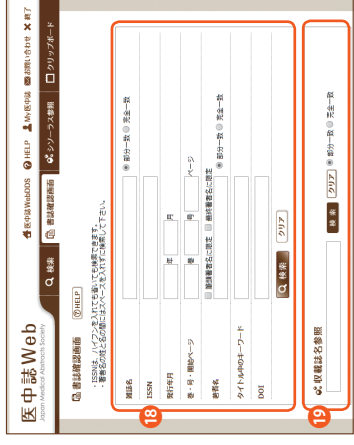 医中誌Web
Japan Medical Abstracts Society
医中誌WebDDS HELP My医中誌 お問い合わせ 終了
検索 書誌確認画面 シソーラス参照 クリップボード
書誌確認画面 HELP
・ISSNは、ハイフンを入れても省いても検索できます。
・著者名の姓と名の間にはスペースを入れずに検索して下さい。
18
雑誌名 部分一致 完全一致
ISSN
発行年月 年 月
巻・号・開始ページ 巻 号 ページ
著者名 部分一致 完全一致
筆頭著者名に限定 最終著者名に限定
タイトル中のキーワード
DOI
検索 クリア
19
収載誌名参照
検索 クリア 部分一致 完全一致